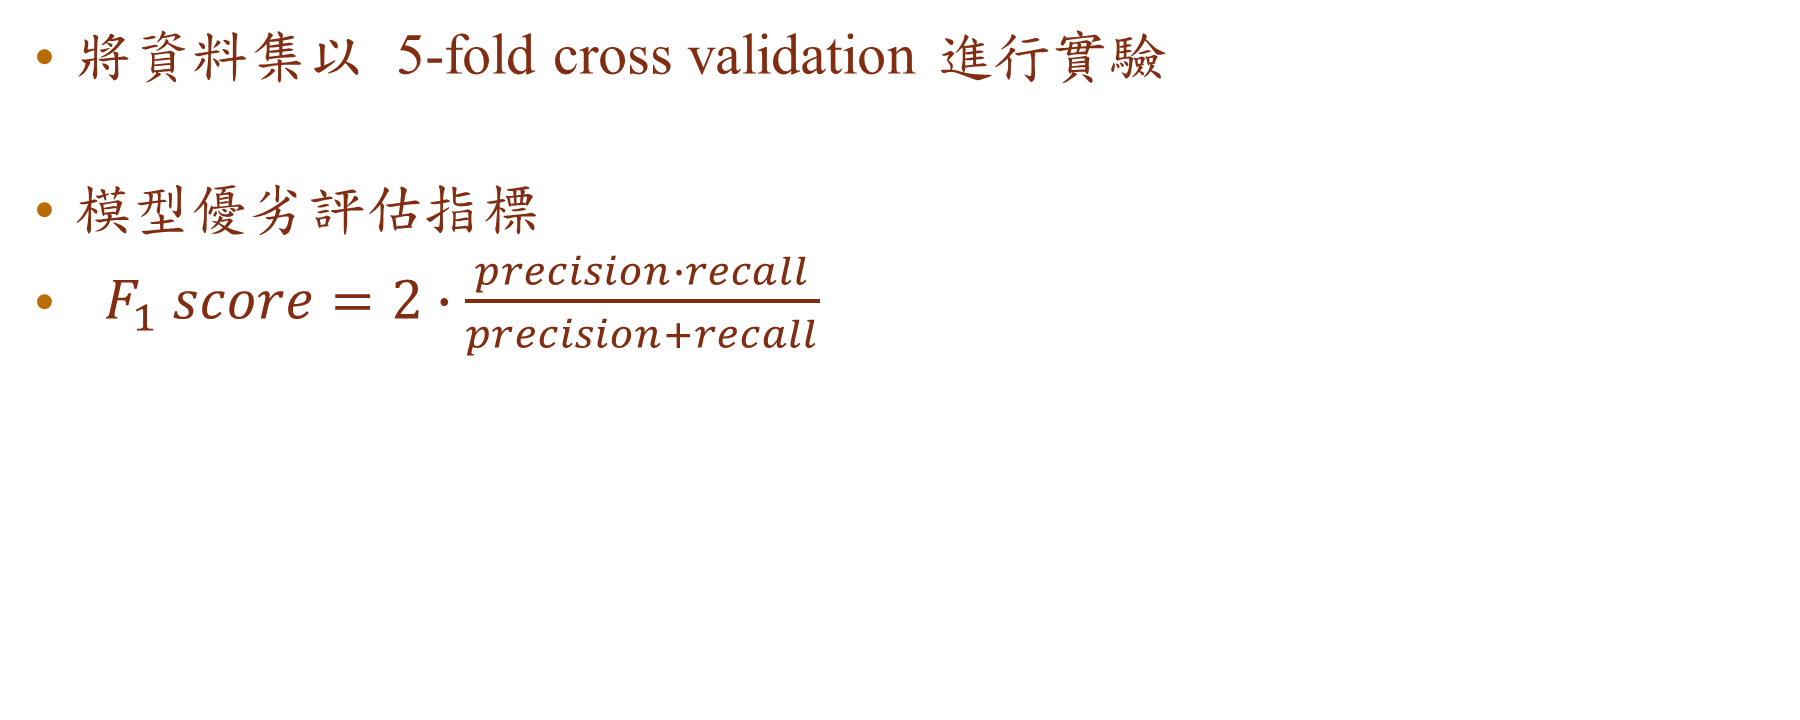 • 將資料集以 5-fold cross validation 進行實驗
• 模型優劣評估指標
• F₁ score = 2 · precision·recall / precision+recall